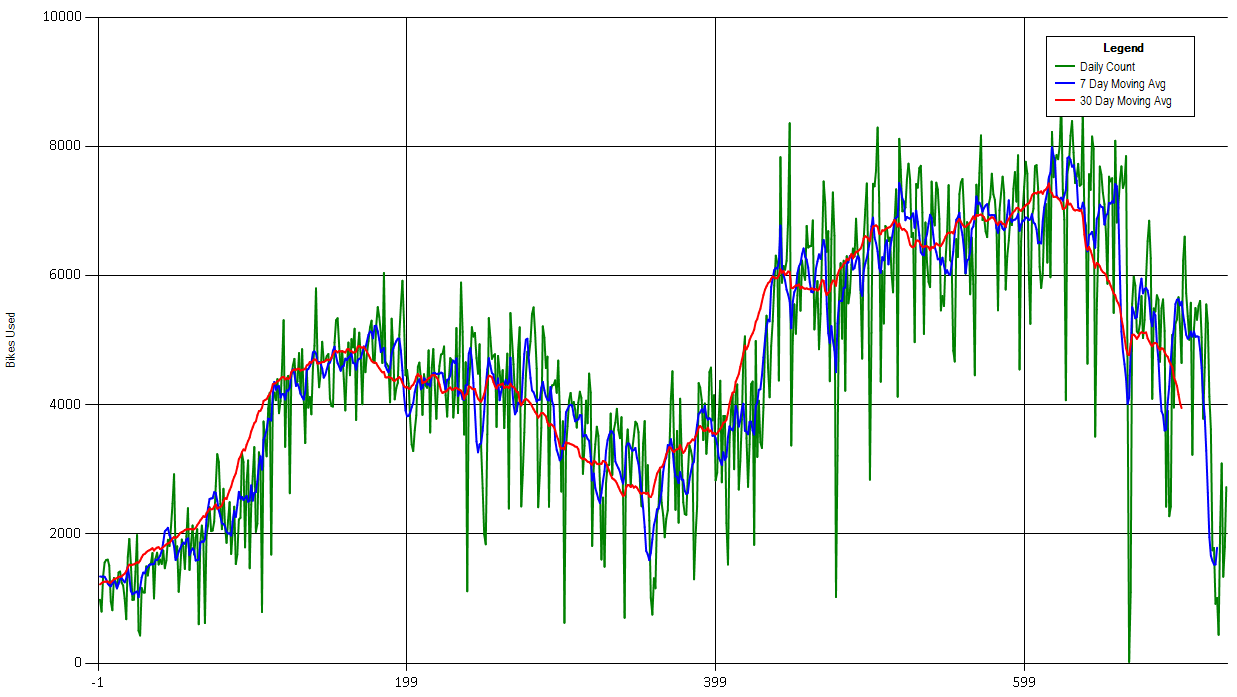 10000
8000
6000
4000
2000
0
Bikes Used
-1
199
399
599
Legend
Daily Count
7 Day Moving Avg
30 Day Moving Avg